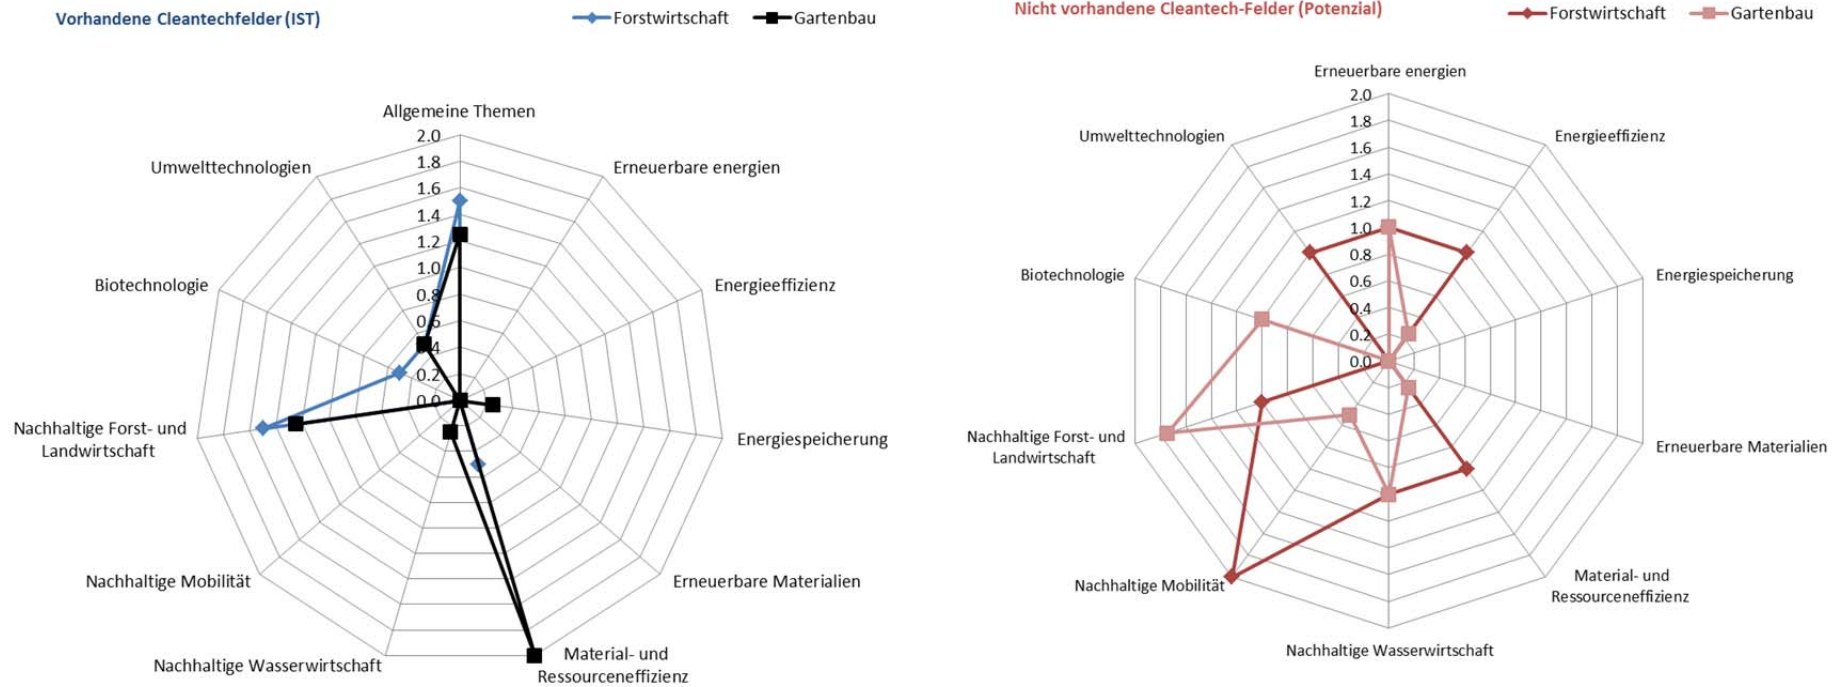 Vorhandene Cleantechfelder (IST)
Forstwirtschaft
Gartenbau
Allgemeine Themen
Erneuerbare energien
Energieeffizienz
Energiespeicherung
Erneuerbare Materialien
Material- und
Ressourceneffizienz
Nachhaltige Wasserwirtschaft
Nachhaltige Mobilität
Nachhaltige Forst- und
Landwirtschaft
Biotechnologie
Umwelttechnologien
2.0
1.8
1.6
1.4
1.2
1.0
0.8
0.6
4
0.2
0.0
Nicht vorhandene Cleantech-Felder (Potenzial)
Forstwirtschaft
Gartenbau
Erneuerbare energien
Energieeffizienz
Energiespeicherung
Erneuerbare Materialien
Material- und
Ressourceneffizienz
Nachhaltige Wasserwirtschaft
Nachhaltige Mobilität
Nachhaltige Forst- und
Landwirtschaft
Biotechnologie
Umwelttechnologien
2.0
1.8
1.6
1.4
1.2
1.0
0.8
0.6
0.4
0.2
0.0